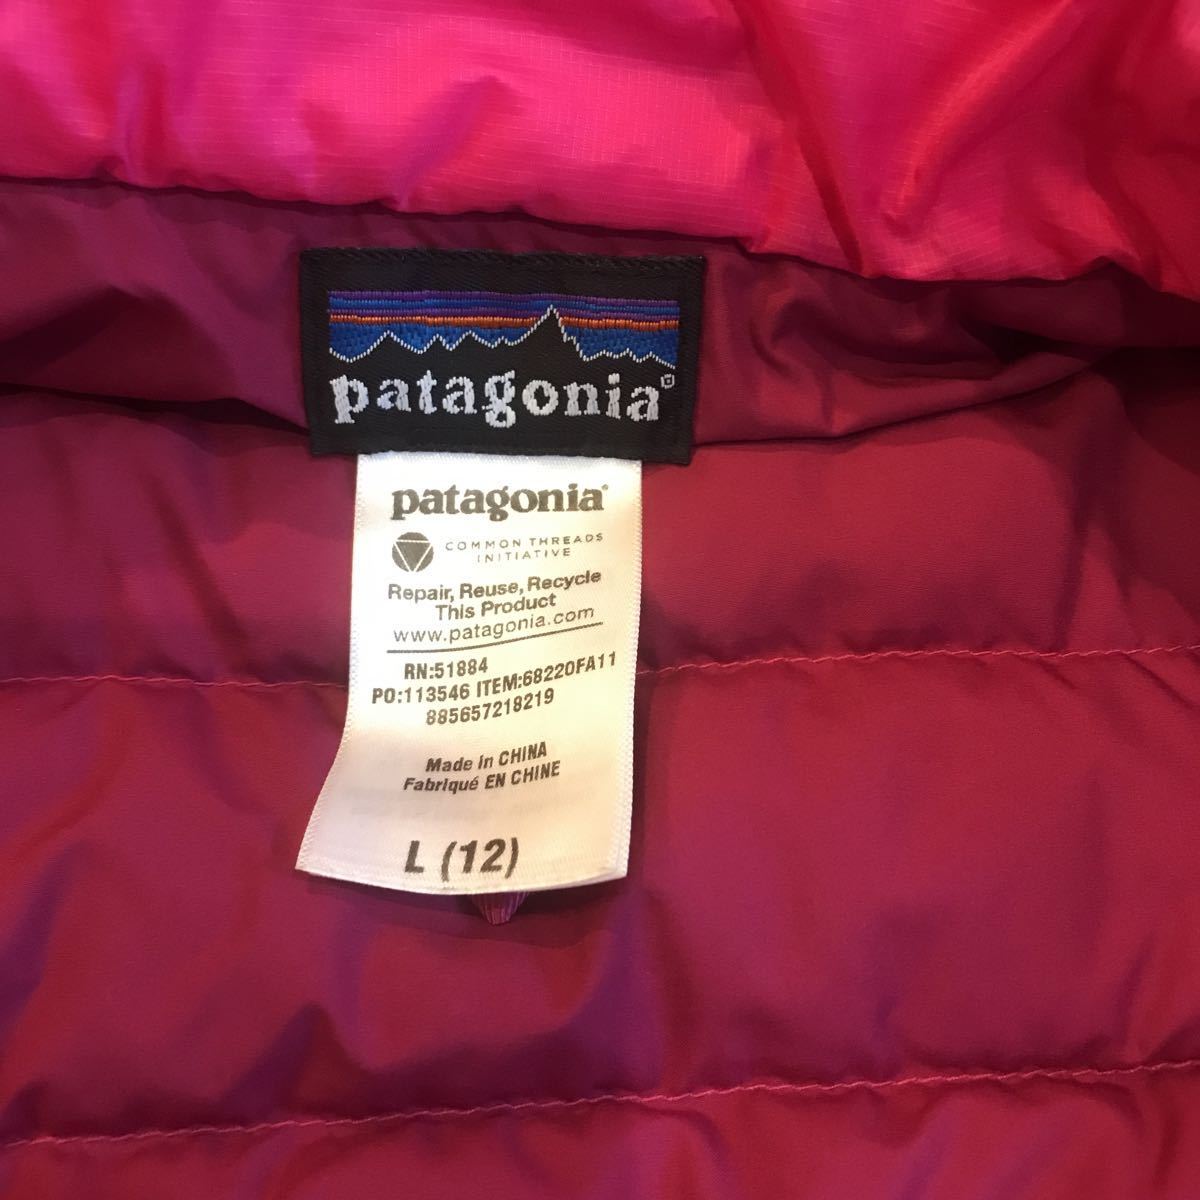 patagonia®
patagonia®
COMMON THREADS
INITIATIVE
Repair, Reuse, Recycle
This Product
www.patagonia.com
RN:51884
PO:113546 ITEM:68220FA11
885657218219
Made in CHINA
Fabriqué EN CHINE
L (12)